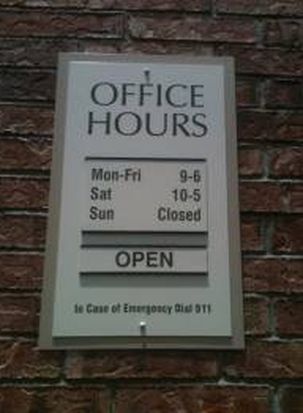 OFFICE
HOURS
Mon-Fri 9-6
Sat 10-5
Sun Closed
OPEN
In Case of Emergency Dial 911